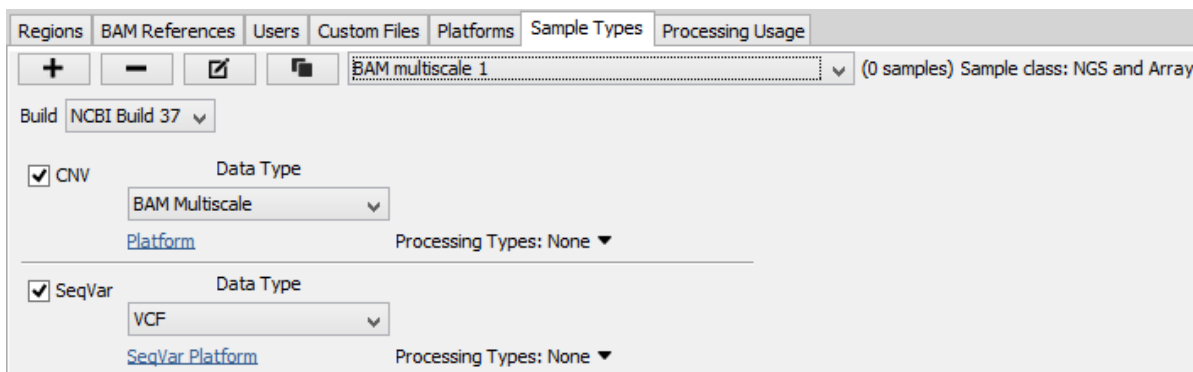 Regions BAM References Users Custom Files Platforms Sample Types Processing Usage
BAM multiscale 1 (0 samples) Sample class: NGS and Array
Build NCBI Build 37
CNV Data Type
BAM Multiscale
Platform Processing Types: None
SeqVar Data Type
VCF
SeqVar Platform Processing Types: None